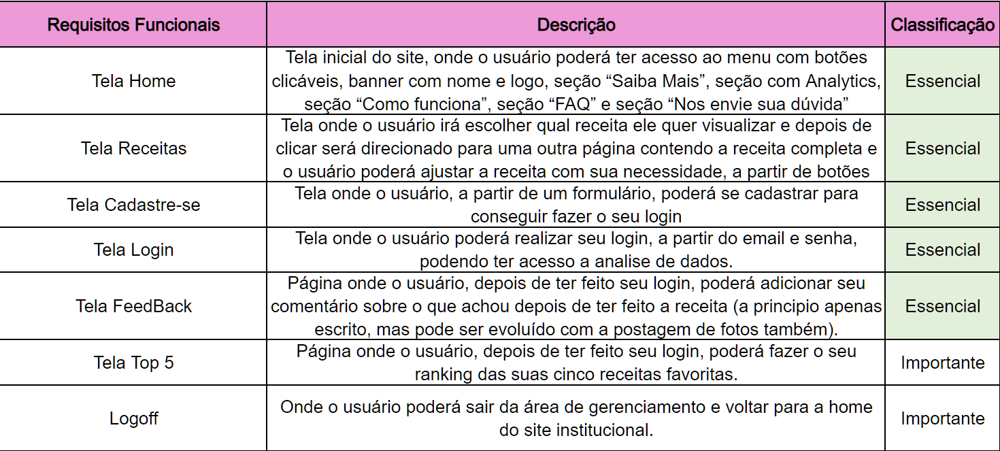 Requisitos Funcionais
Descrição
Classificação
Tela Home
Tela inicial do site, onde o usuário poderá ter acesso ao menu com botões
clicáveis, banner com nome e logo, seção “Saiba Mais”, seção com Analytics,
seção “Como funciona”, seção “FAQ” e seção “Nos envie sua dúvida”
Essencial
Tela Receitas
Tela onde o usuário irá escolher qual receita ele quer visualizar e depois de
clicar será direcionado para uma outra página contendo a receita completa e
o usuário poderá ajustar a receita com sua necessidade, a partir de botões
Essencial
Tela Cadastre-se
Tela onde o usuário, a partir de um formulário, poderá se cadastrar para
conseguir fazer o seu login
Essencial
Tela Login
Tela onde o usuário poderá realizar seu login, a partir do email e senha,
podendo ter acesso a analise de dados.
Essencial
Tela FeedBack
Página onde o usuário, depois de ter feito seu login, poderá adicionar seu
comentário sobre o que achou depois de ter feito a receita (a principio apenas
escrito, mas pode ser evoluído com a postagem de fotos também).
Essencial
Tela Top 5
Página onde o usuário, depois de ter feito seu login, poderá fazer o seu
ranking das suas cinco receitas favoritas.
Importante
Logoff
Onde o usuário poderá sair da área de gerenciamento e voltar para a home
do site institucional.
Importante